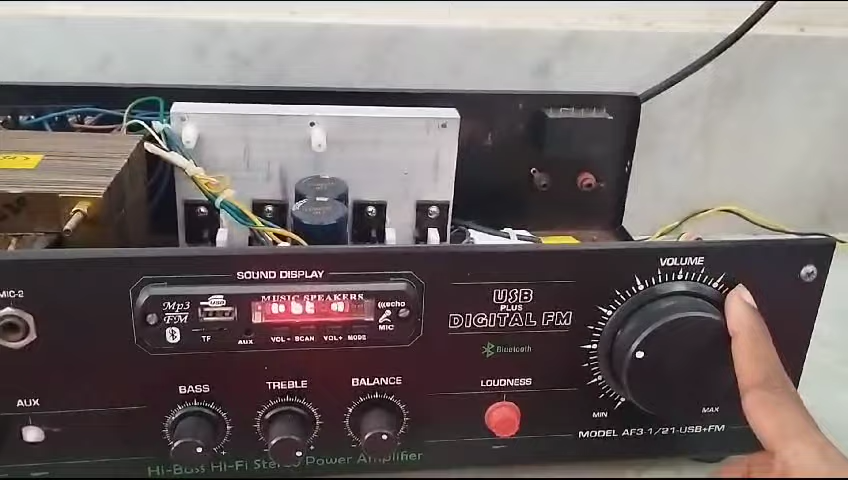 SOUND DISPLAY
MUSIC SPEAKERS
Mp3
FM
USB
TF
AUX
VOL-
SCAN
VOL+
MODE
echo
MIC
USB
PLUS
DIGITAL FM
Bluetooth
VOLUME
MIN
MAX
MIC-2
AUX
BASS
TREBLE
BALANCE
LOUDNESS
MODEL AF3-1/21-USB+FM
HI-BASS HI-FI STEREO POWER AMPLIFIER